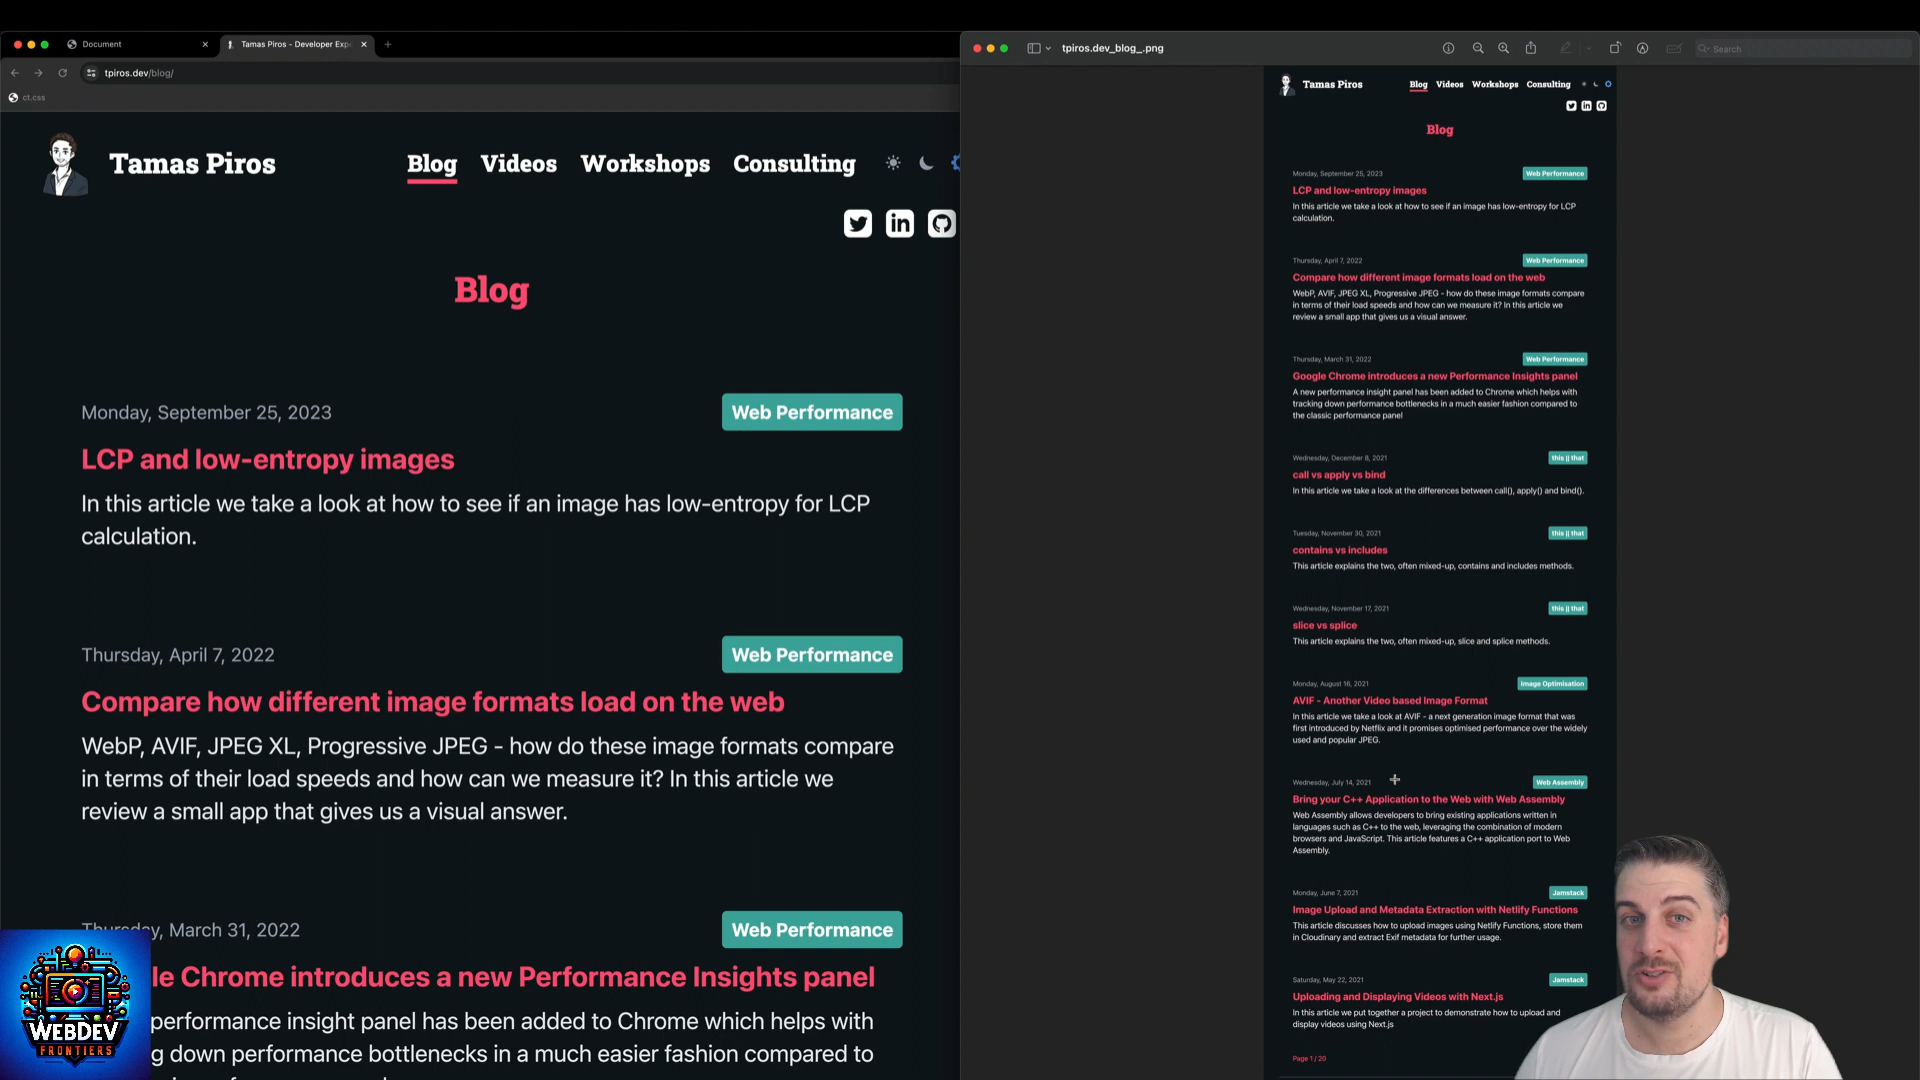 Document
Tamas Piros - Developer Exp
tpiros.dev/blog/
ct.css
Tamas Piros
Blog
Videos
Workshops
Consulting
in
Blog
Monday, September 25, 2023
Web Performance
LCP and low-entropy images
In this article we take a look at how to see if an image has low-entropy for LCP
calculation.
Thursday, April 7, 2022
Web Performance
Compare how different image formats load on the web
WebP, AVIF, JPEG XL, Progressive JPEG - how do these image formats compare
in terms of their load speeds and how can we measure it? In this article we
review a small app that gives us a visual answer.
Thursday, March 31, 2022
Web Performance
le Chrome introduces a new Performance Insights panel
performance insight panel has been added to Chrome which helps with
g down performance bottlenecks in a much easier fashion compared to
WEBDEV
FRONTIERS
tpiros.dev_blog_.png
Search
Tamas Piros
Blog
Videos
Workshops
Consulting
in
Blog
Monday, September 25, 2023
Web Performance
LCP and low-entropy images
In this article we take a look at how to see if an image has low-entropy for LCP
calculation.
Thursday, April 7, 2022
Web Performance
Compare how different image formats load on the web
WebP, AVIF, JPEG XL, Progressive JPEG - how do these image formats compare
in terms of their load speeds and how can we measure it? In this article we
review a small app that gives us a visual answer.
Thursday, March 31, 2022
Web Performance
Google Chrome introduces a new Performance Insights panel
A new performance insight panel has been added to Chrome which helps with
tracking down performance bottlenecks in a much easier fashion compared to
the classic performance panel
Wednesday, December 8, 2021
this || that
call vs apply vs bind
In this article we take a look at the differences between call(), apply() and bind().
Tuesday, November 30, 2021
this || that
contains vs includes
This article explains the two, often mixed-up, contains and includes methods.
Wednesday, November 17, 2021
this || that
slice vs splice
This article explains the two, often mixed-up, slice and splice methods.
Monday, August 16, 2021
Image Optimisation
AVIF - Another Video based Image Format
In this article we take a look at AVIF - a next generation image format that was
first introduced by Netflix and it promises optimised performance over the widely
used and popular JPEG.
Wednesday, July 14, 2021
Web Assembly
Bring your C++ Application to the Web with Web Assembly
Web Assembly allows developers to bring existing applications written in
languages such as C++ to the web, leveraging the combination of modern
browsers and JavaScript. This article features a C++ application port to Web
Assembly.
Monday, June 7, 2021
Jamstack
Image Upload and Metadata Extraction with Netlify Functions
This article discusses how to upload images using Netlify Functions, store them
in Cloudinary and extract Exif metadata for further usage.
Saturday, May 22, 2021
Jamstack
Uploading and Displaying Videos with Next.js
In this article we put together a project to demonstrate how to upload and
display videos using Next.js
Page 1 / 20